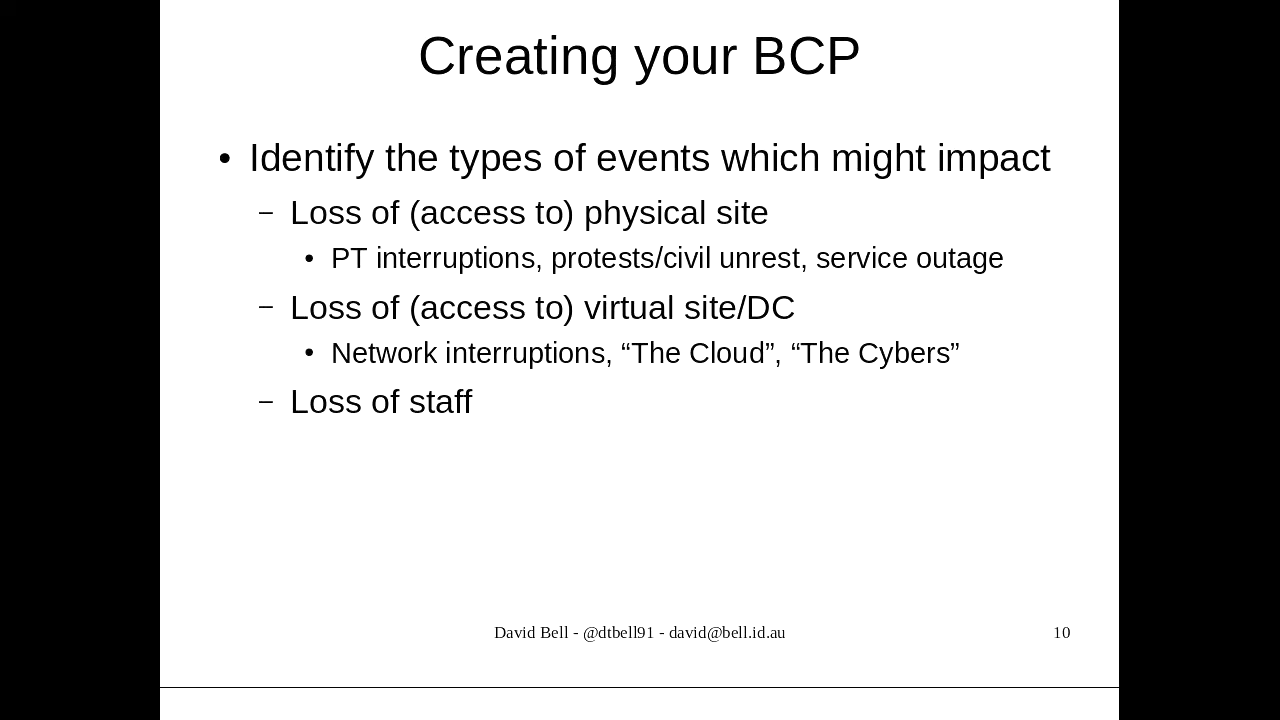 Creating your BCP
• Identify the types of events which might impact
– Loss of (access to) physical site
• PT interruptions, protests/civil unrest, service outage
– Loss of (access to) virtual site/DC
• Network interruptions, “The Cloud”, “The Cybers”
– Loss of staff
David Bell - @dtbell91 - david@bell.id.au
10